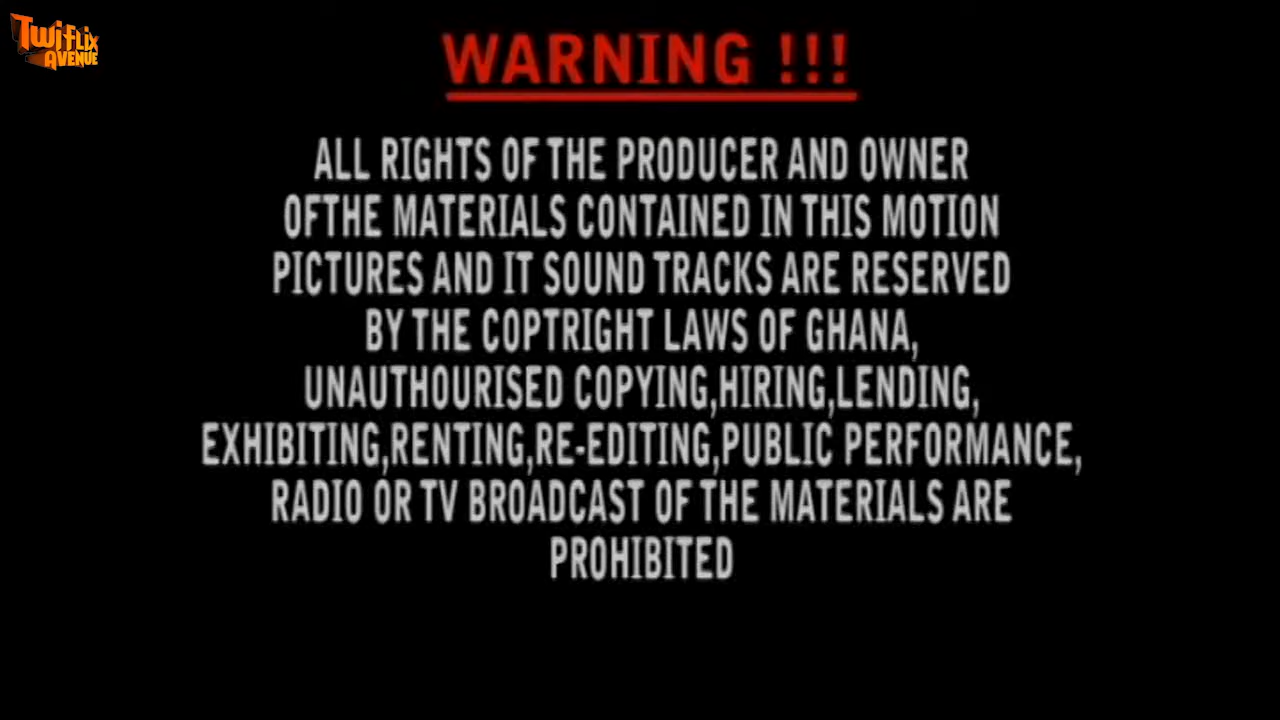 TWIFLIX
AVENUE
WARNING !!!
ALL RIGHTS OF THE PRODUCER AND OWNER
OFTHE MATERIALS CONTAINED IN THIS MOTION
PICTURES AND IT SOUND TRACKS ARE RESERVED
BY THE COPTRIGHT LAWS OF GHANA,
UNAUTHOURISED COPYING,HIRING,LENDING,
EXHIBITING,RENTING,RE-EDITING,PUBLIC PERFORMANCE,
RADIO OR TV BROADCAST OF THE MATERIALS ARE
PROHIBITED